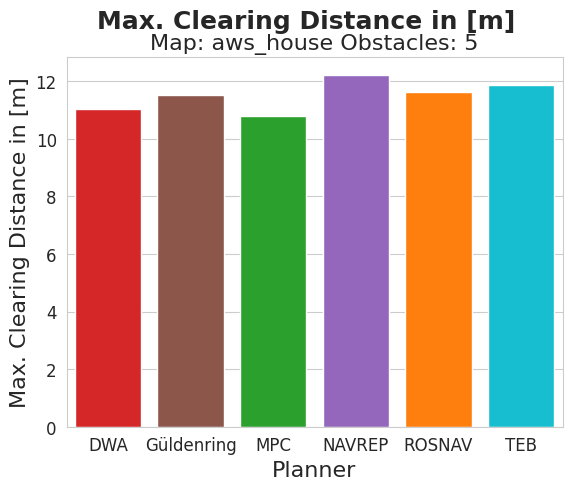 Max. Clearing Distance in [m]
Map: aws_house Obstacles: 5
Max. Clearing Distance in [m]
12
10
8
6
4
2
0
DWA Güldenring MPC NAVREP ROSNAV TEB
Planner